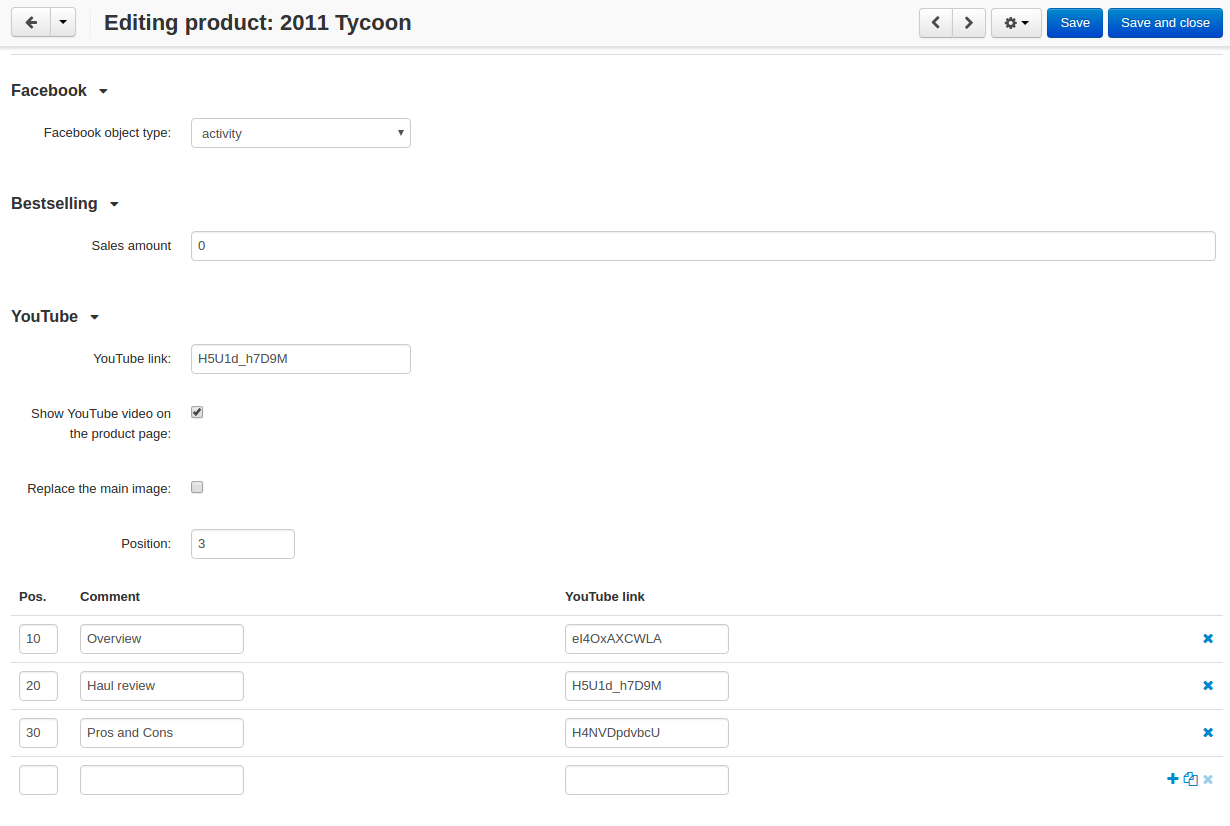 Editing product: 2011 Tycoon
Save
Save and close
Facebook
Facebook object type:
activity
Bestselling
Sales amount
0
YouTube
YouTube link:
H5U1d_h7D9M
Show YouTube video on
the product page:
Replace the main image:
Position:
3
Pos. Comment YouTube link
10 Overview eI4OxAXCWLA
20 Haul review H5U1d_h7D9M
30 Pros and Cons H4NVDpdvbcU